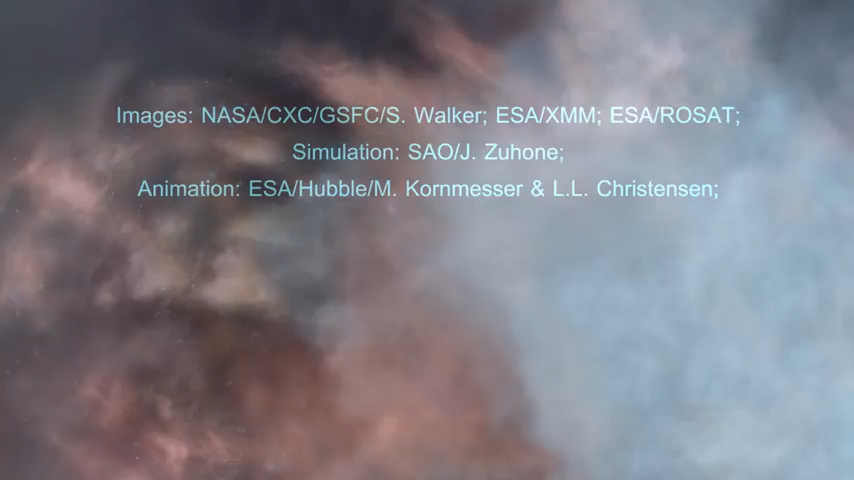 Images: NASA/CXC/GSFC/S. Walker; ESA/XMM; ESA/ROSAT;
Simulation: SAO/J. Zuhone;
Animation: ESA/Hubble/M. Kornmesser & L.L. Christensen;